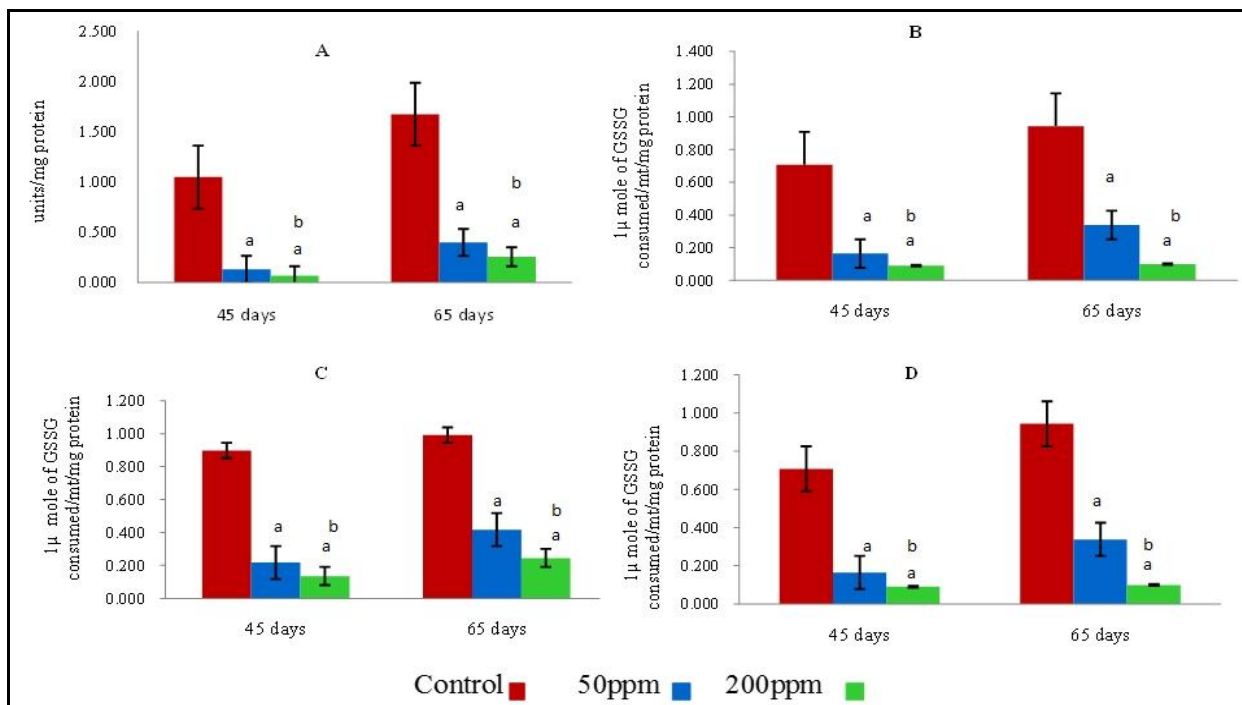 A
units/mg protein
2.500
2.000
1.500
1.000
0.500
0.000
a
b
a
a
b
a
45 days
65 days
B
1μ mole of GSSG
consumed/mt/mg protein
1.400
1.200
1.000
0.800
0.600
0.400
0.200
0.000
a
b
a
a
b
a
45 days
65 days
C
1μ mole of GSSG
consumed/mt/mg protein
1.200
1.000
0.800
0.600
0.400
0.200
0.000
a
b
a
a
b
a
45 days
65 days
D
1μ mole of GSSG
consumed/mt/mg protein
1.200
1.000
0.800
0.600
0.400
0.200
0.000
a
b
a
a
b
a
45 days
65 days
Control 50ppm 200ppm